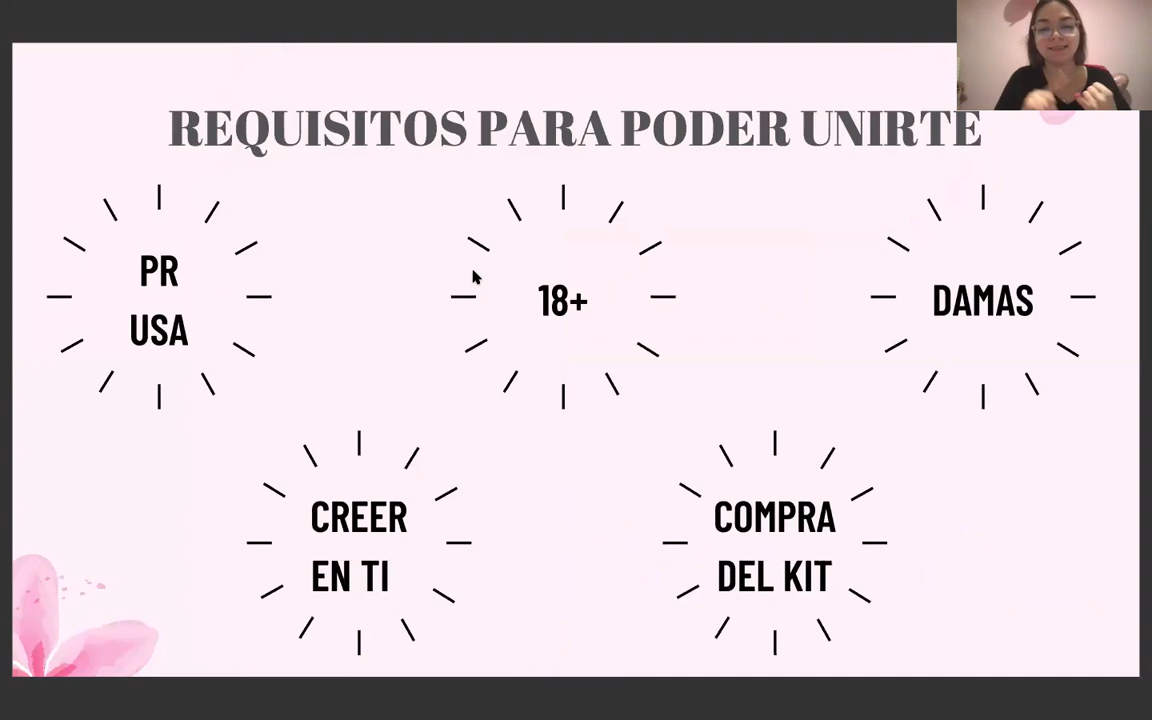 REQUISITOS PARA PODER UNIRTE
PR
USA
18+
DAMAS
CREER
EN TI
COMPRA
DEL KIT